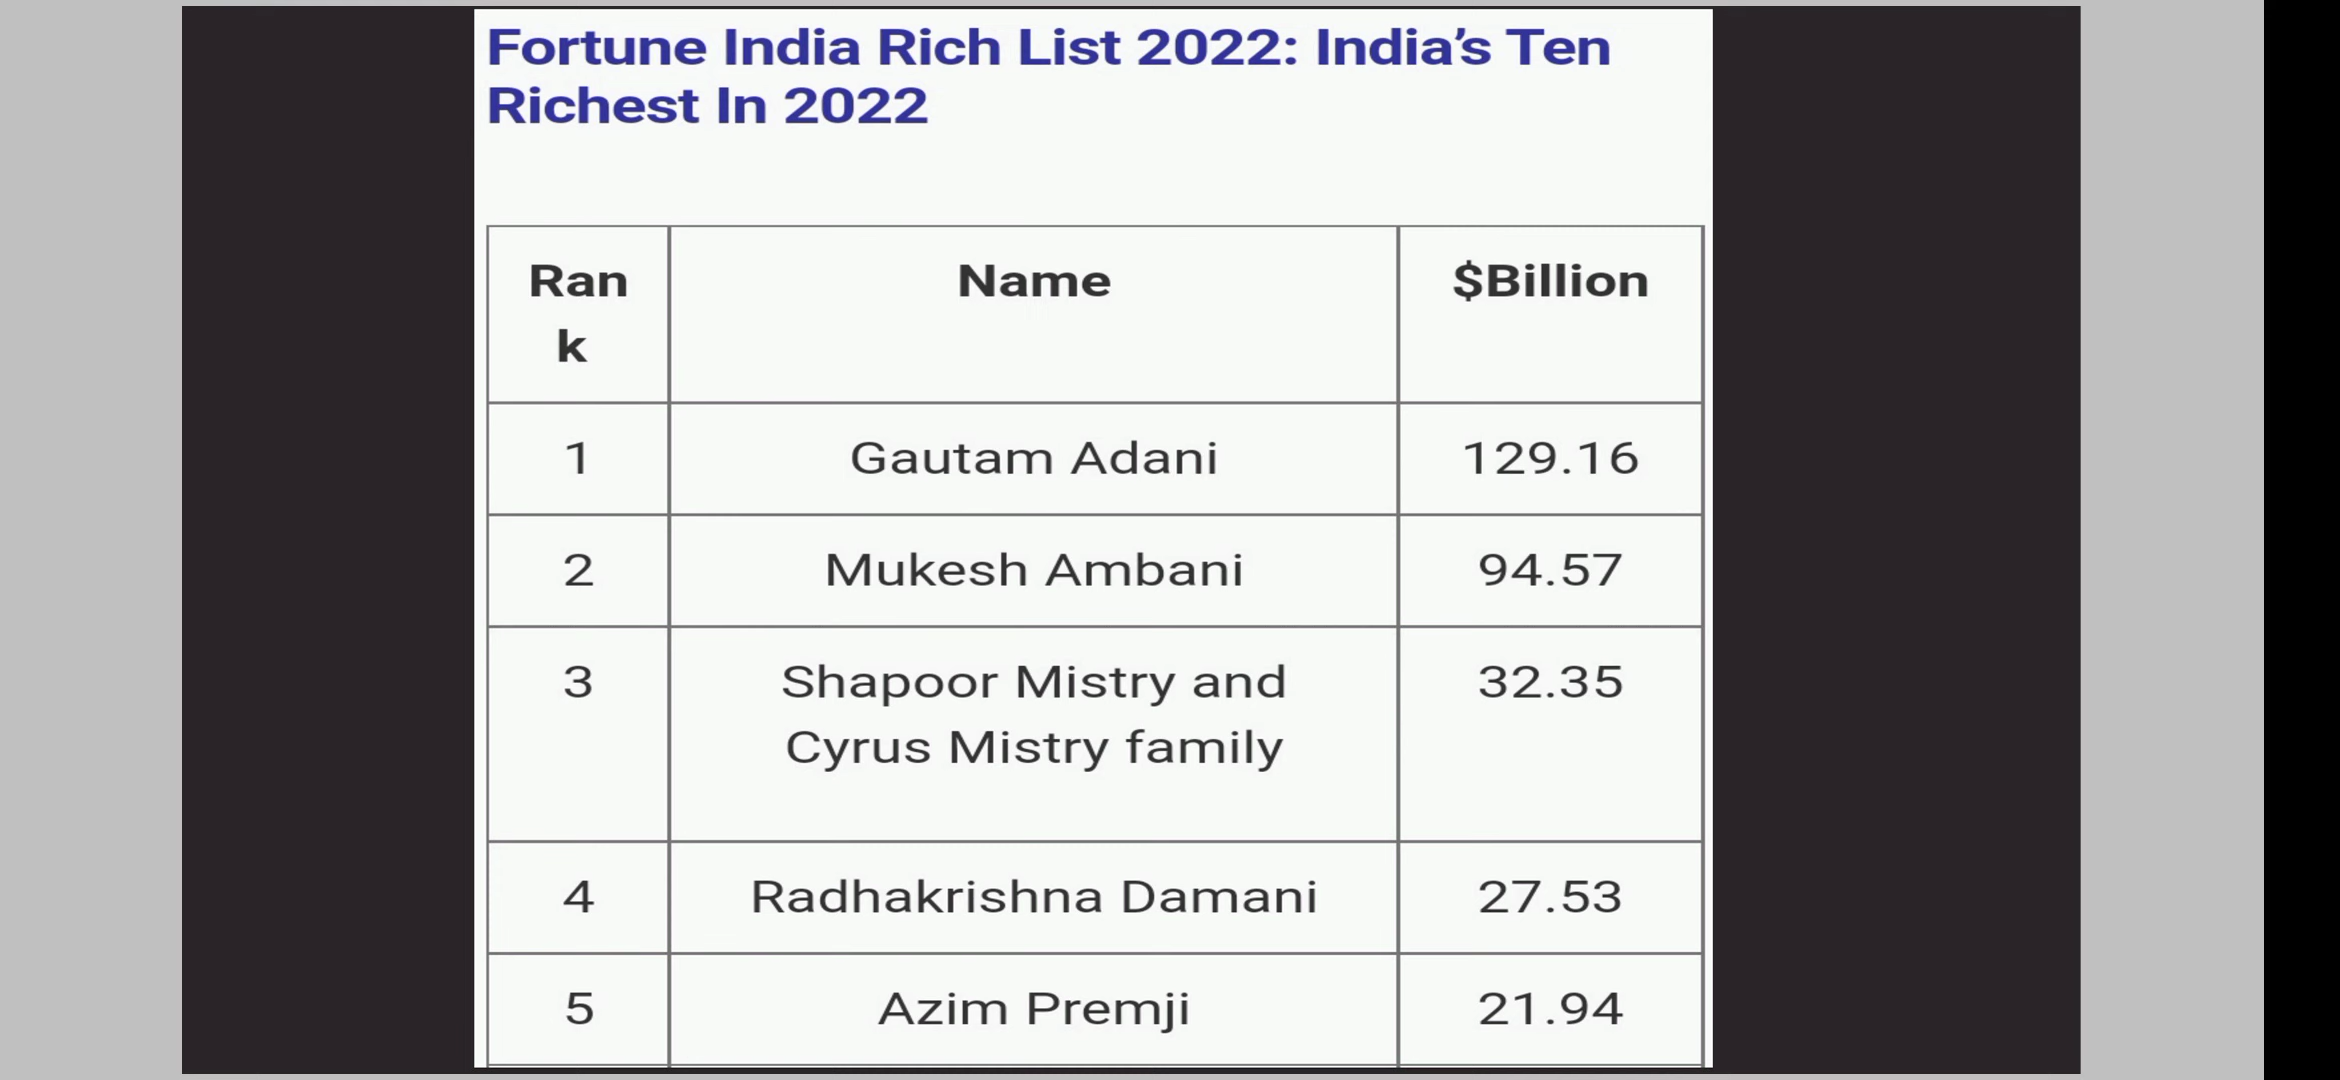 Fortune India Rich List 2022: India’s Ten
Richest In 2022
Ran
k
Name
$Billion
1
Gautam Adani
129.16
2
Mukesh Ambani
94.57
3
Shapoor Mistry and
Cyrus Mistry family
32.35
4
Radhakrishna Damani
27.53
5
Azim Premji
21.94